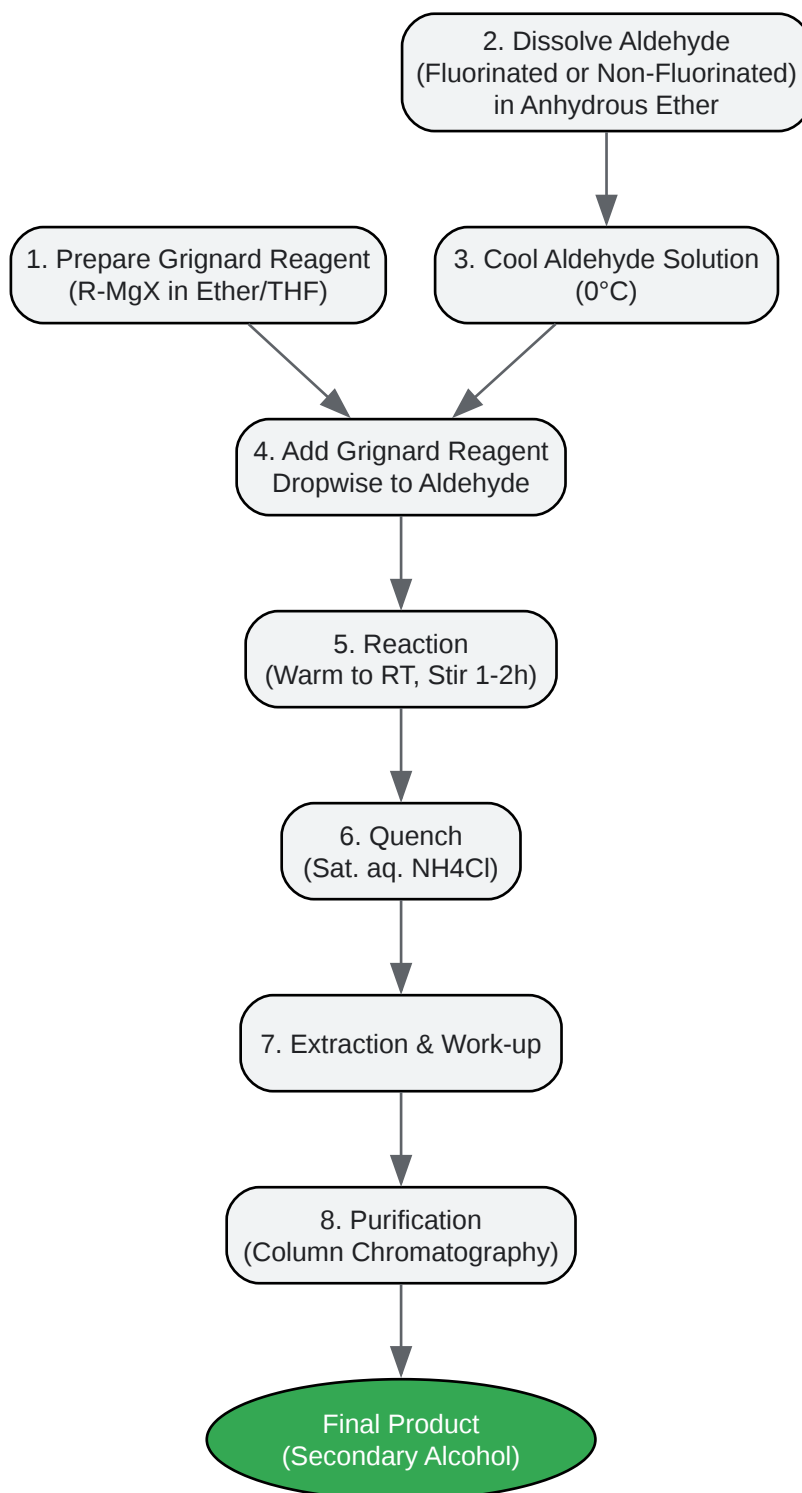 2. Dissolve Aldehyde
(Fluorinated or Non-Fluorinated)
in Anhydrous Ether
1. Prepare Grignard Reagent
(R-MgX in Ether/THF)
3. Cool Aldehyde Solution
(0°C)
4. Add Grignard Reagent
Dropwise to Aldehyde
5. Reaction
(Warm to RT, Stir 1-2h)
6. Quench
(Sat. aq. NH4Cl)
7. Extraction & Work-up
8. Purification
(Column Chromatography)
Final Product
(Secondary Alcohol)